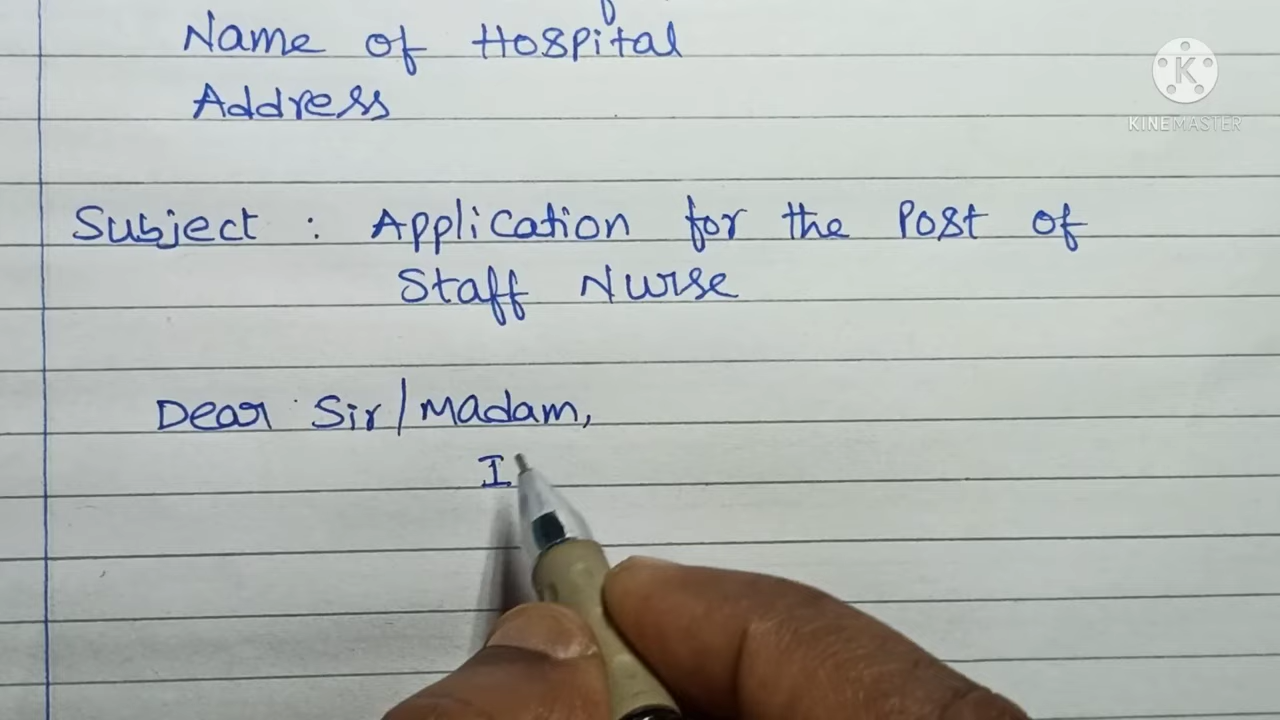 Name of Hospital
Address
Subject : Application for the Post of
Staff Nurse
Dear Sir/Madam,
I
K
KINEMASTER